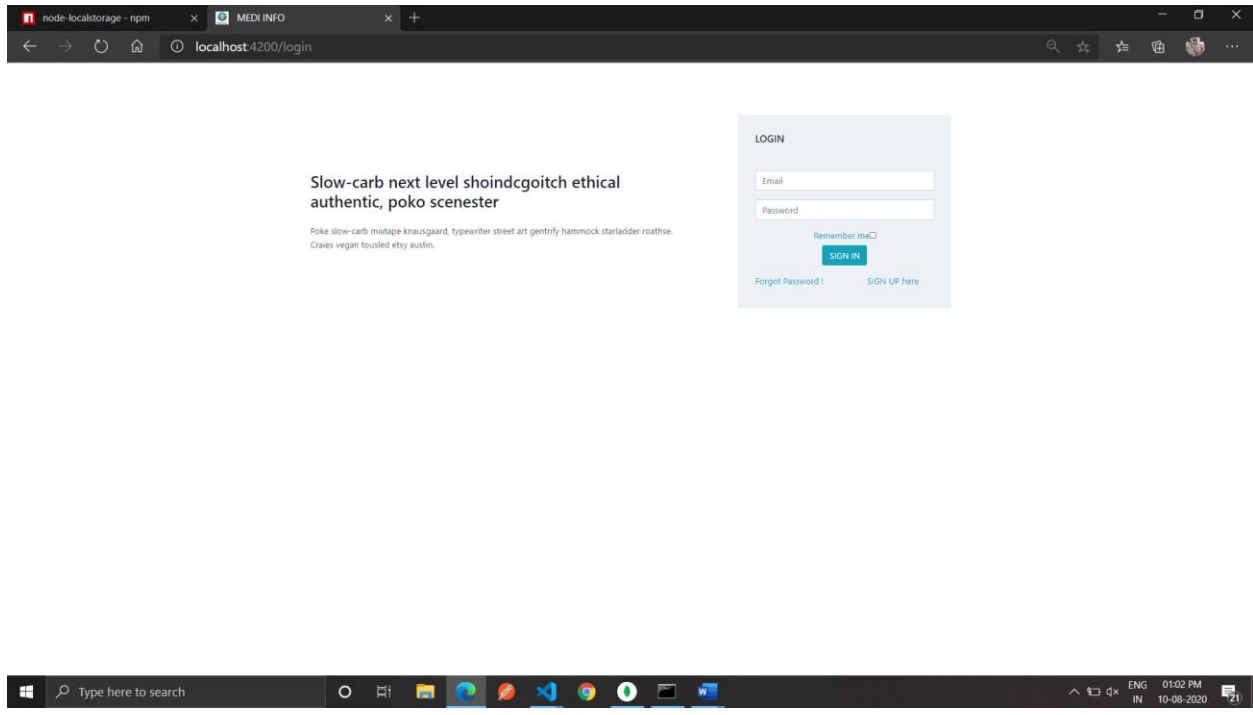 node-localstorage - npm
MEDI INFO
localhost:4200/login
LOGIN
Slow-carb next level shoindcgoitch ethical
authentic, poko scenester
Poke slow-carb mixtape knausgaard, typewriter street art gentrify hammock starladder roathse.
Craies vegan tousled etsy austin.
Email
Password
Remember me
SIGN IN
Forgot Password !
SIGN UP here
Type here to search
ENG
IN
01:02 PM
10-08-2020
21